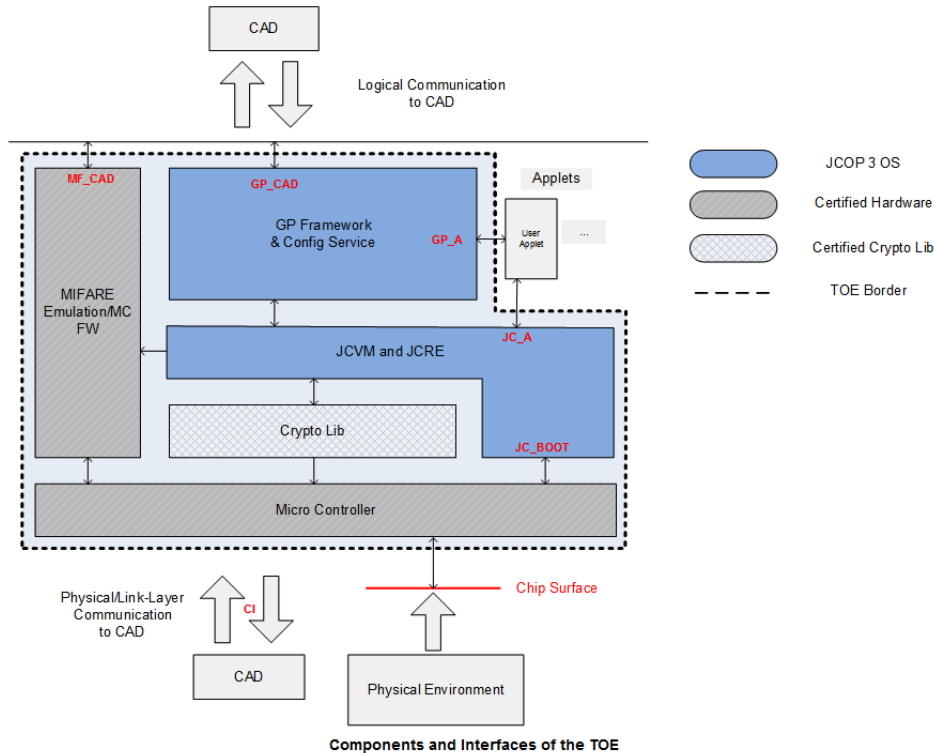 CAD
Logical Communication
to CAD
MF_CAD
GP_CAD
GP Framework
& Config Service
GP_A
Applets
User
Applet
...
JCOP 3 OS
Certified Hardware
Certified Crypto Lib
TOE Border
MIFARE
Emulation/MC
FW
JCVM and JCRE
JC_A
Crypto Lib
JC_BOOT
Micro Controller
Physical/Link-Layer
Communication
to CAD
CI
Chip Surface
CAD
Physical Environment
Components and Interfaces of the TOE